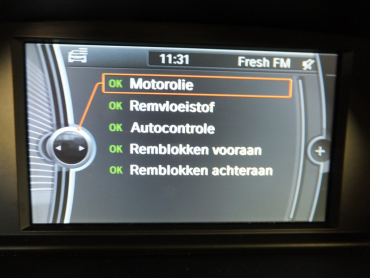 11:31 Fresh FM
OK Motorolie
OK Remvloeistof
OK Autocontrole
OK Remblokken vooraan
OK Remblokken achteraan